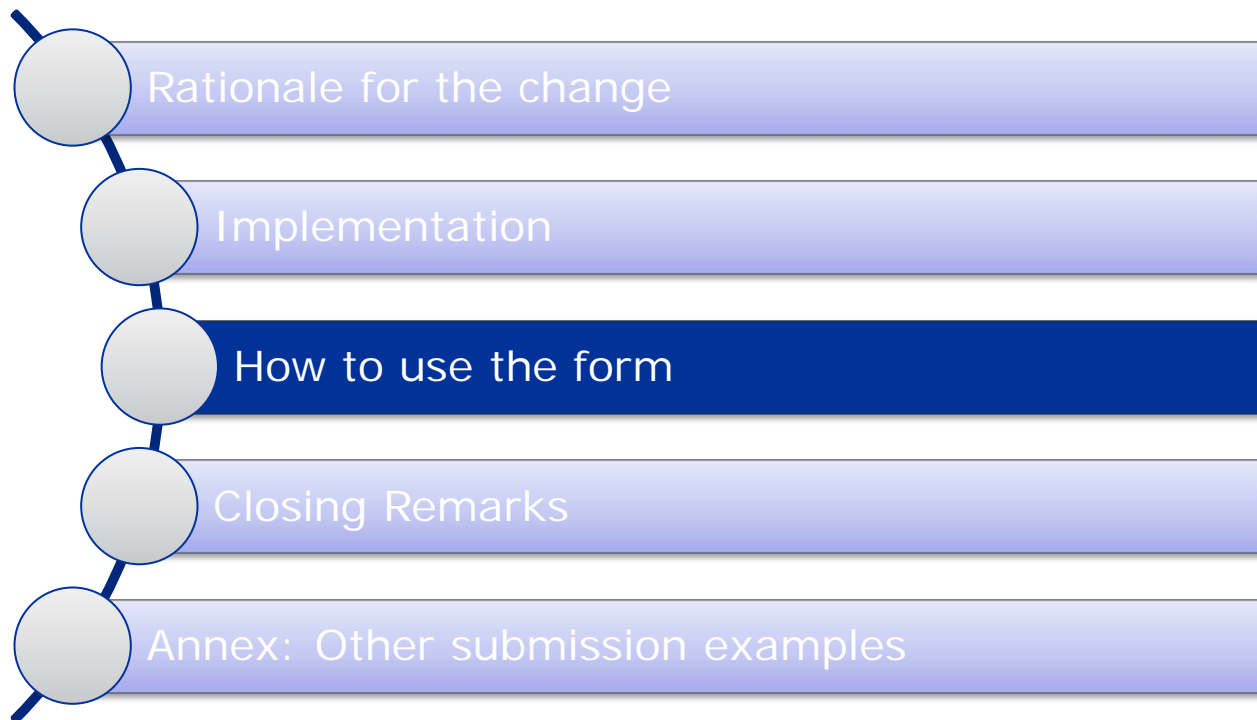 Rationale for the change
Implementation
How to use the form
Closing Remarks
Annex: Other submission examples